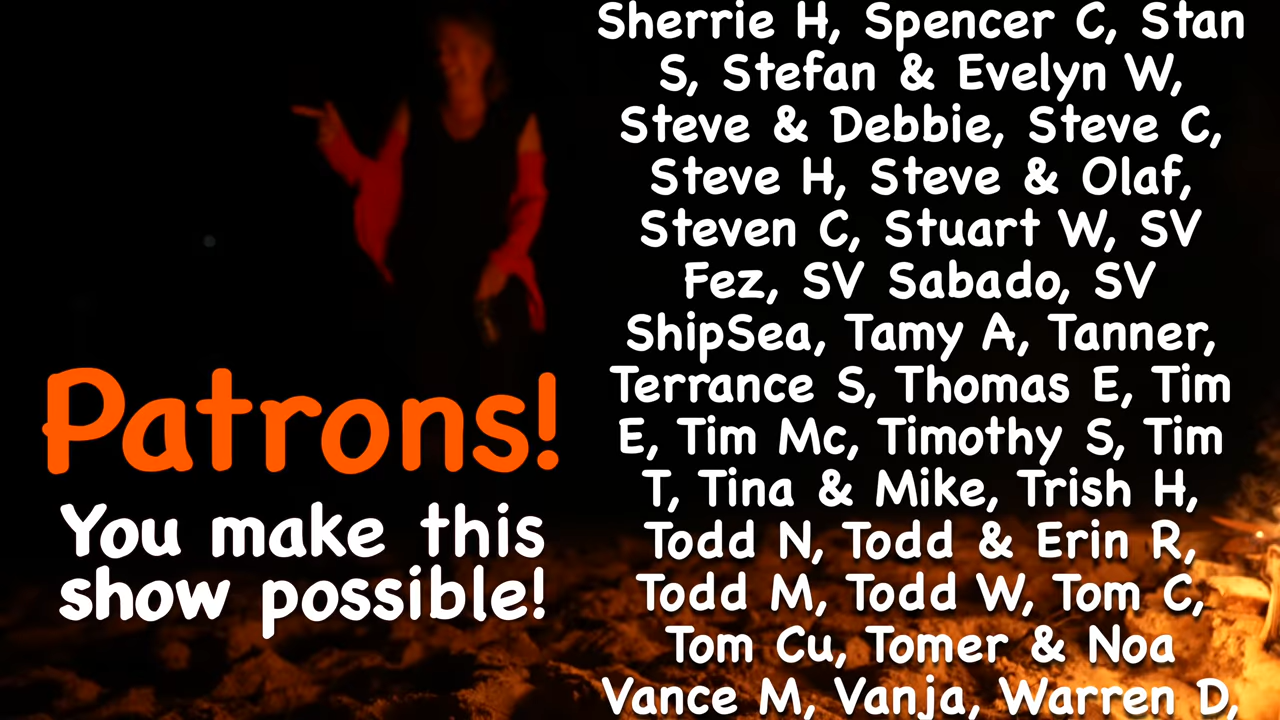 Patrons!
You make this
show possible!
Sherrie H, Spencer C, Stan
S, Stefan & Evelyn W,
Steve & Debbie, Steve C,
Steve H, Steve & Olaf,
Steven C, Stuart W, SV
Fez, SV Sabado, SV
ShipSea, Tamy A, Tanner,
Terrance S, Thomas E, Tim
E, Tim Mc, Timothy S, Tim
T, Tina & Mike, Trish H,
Todd N, Todd & Erin R,
Todd M, Todd W, Tom C,
Tom Cu, Tomer & Noa
Vance M, Vanja, Warren D,